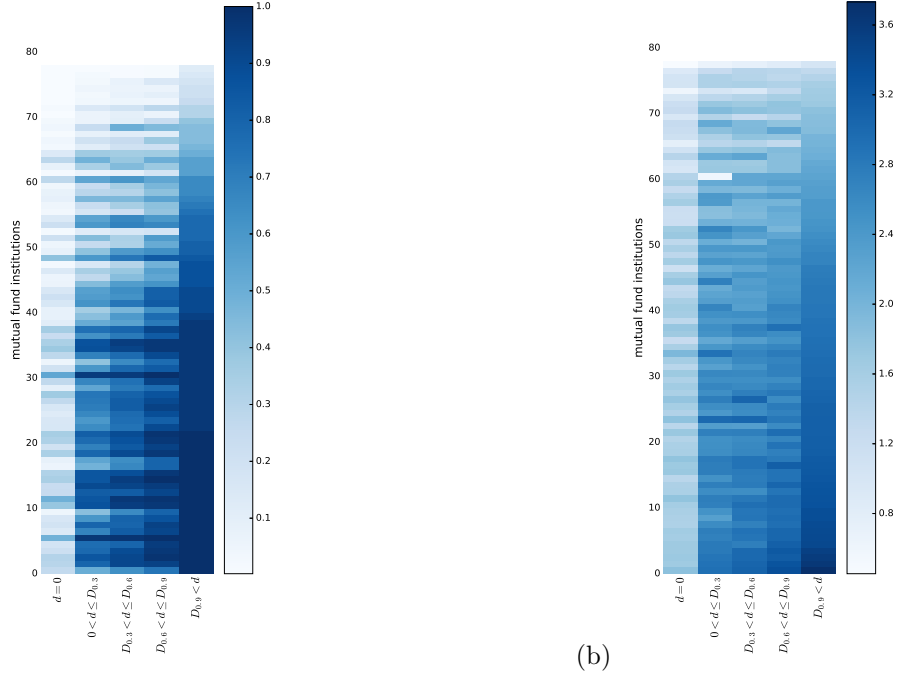 mutual fund institutions
80
70
60
50
40
30
20
10
0
d = 0
0 < d ≤ D0.3
D0.3 < d ≤ D0.6
D0.6 < d ≤ D0.9
D0.9 < d
1.0
0.9
0.8
0.7
0.6
0.5
0.4
0.3
0.2
0.1
mutual fund institutions
80
70
60
50
40
30
20
10
0
d = 0
0 < d ≤ D0.3
D0.3 < d ≤ D0.6
D0.6 < d ≤ D0.9
D0.9 < d
3.6
3.2
2.8
2.4
2.0
1.6
1.2
0.8
(b)